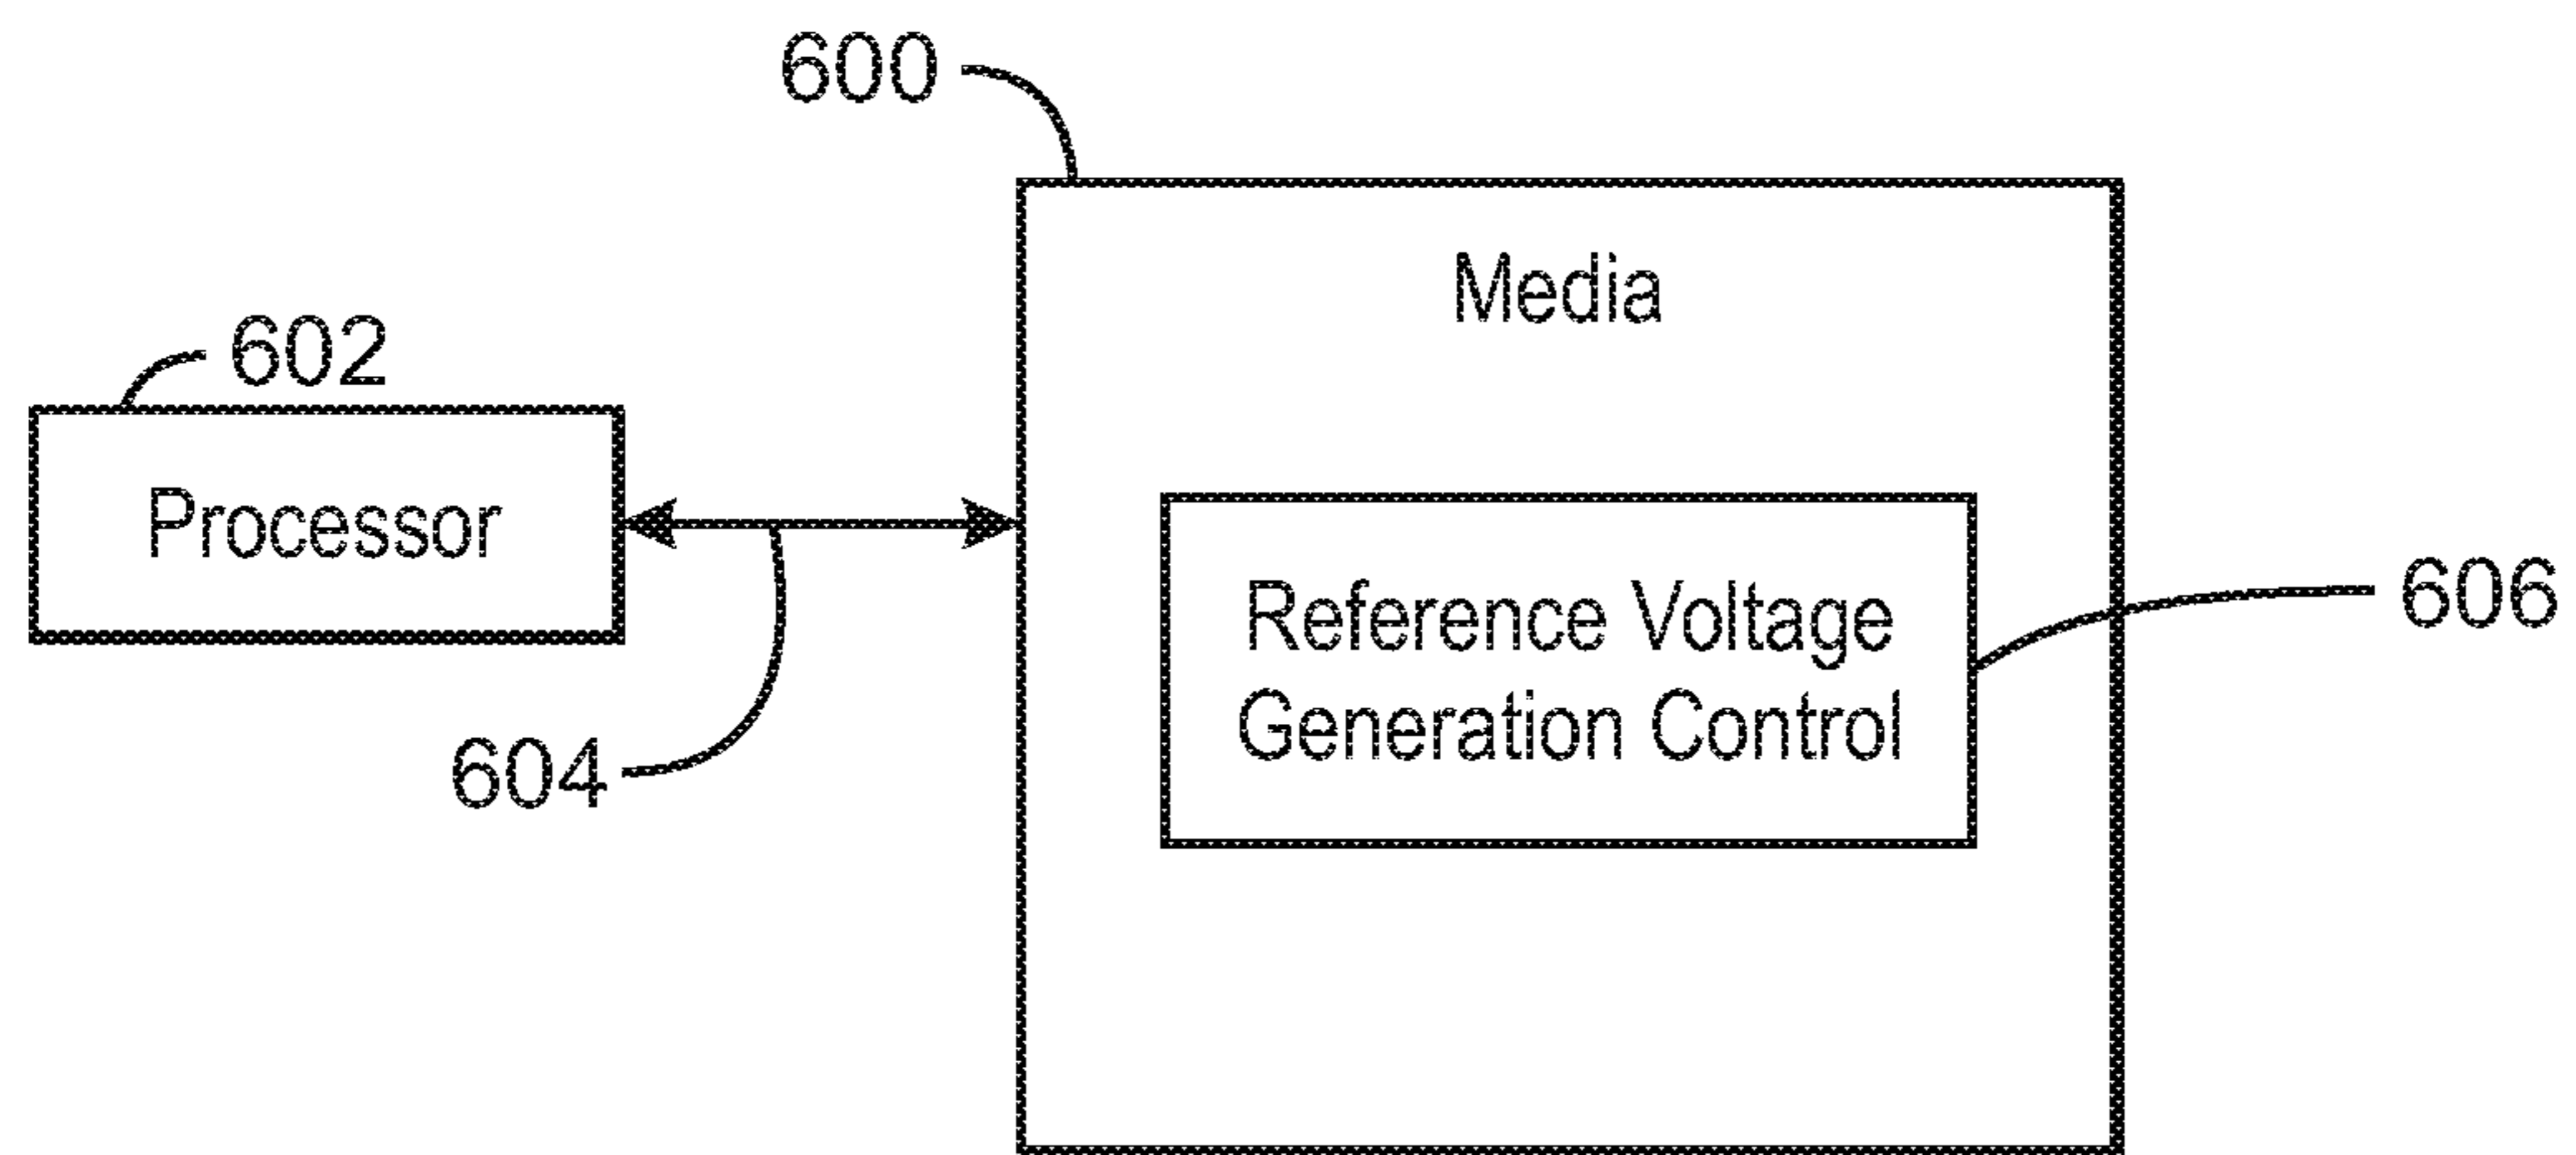 600
Media
602
Processor
Reference Voltage
Generation Control
606
604